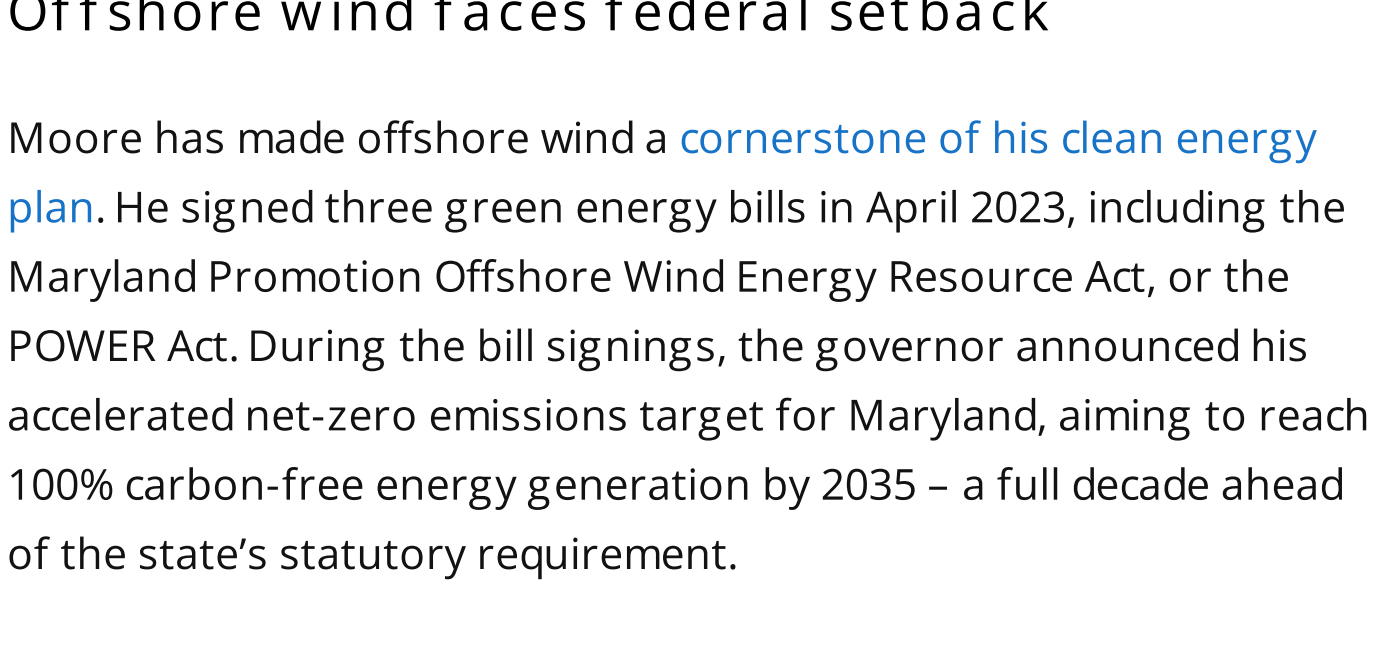 Offshore wind faces federal setback
Moore has made offshore wind a cornerstone of his clean energy
plan. He signed three green energy bills in April 2023, including the
Maryland Promotion Offshore Wind Energy Resource Act, or the
POWER Act. During the bill signings, the governor announced his
accelerated net-zero emissions target for Maryland, aiming to reach
100% carbon-free energy generation by 2035 – a full decade ahead
of the state’s statutory requirement.